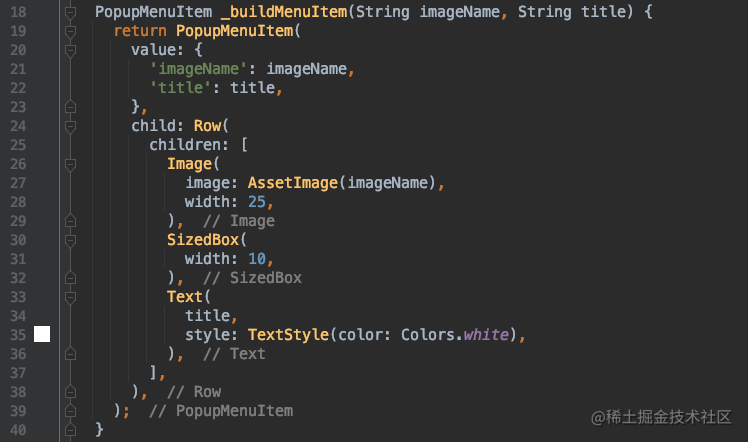 18 PopupMenuItem _buildMenuItem(String imageName, String title) {
19   return PopupMenuItem(
20     value: {
21       'imageName': imageName,
22       'title': title,
23     },
24     child: Row(
25       children: [
26         Image(
27           image: AssetImage(imageName),
28           width: 25,
29         ),  // Image
30         SizedBox(
31           width: 10,
32         ),  // SizedBox
33         Text(
34           title,
35           style: TextStyle(color: Colors.white),
36         ),  // Text
37       ],
38     ),  // Row
39   );  // PopupMenuItem
40 }
@稀土掘金技术社区